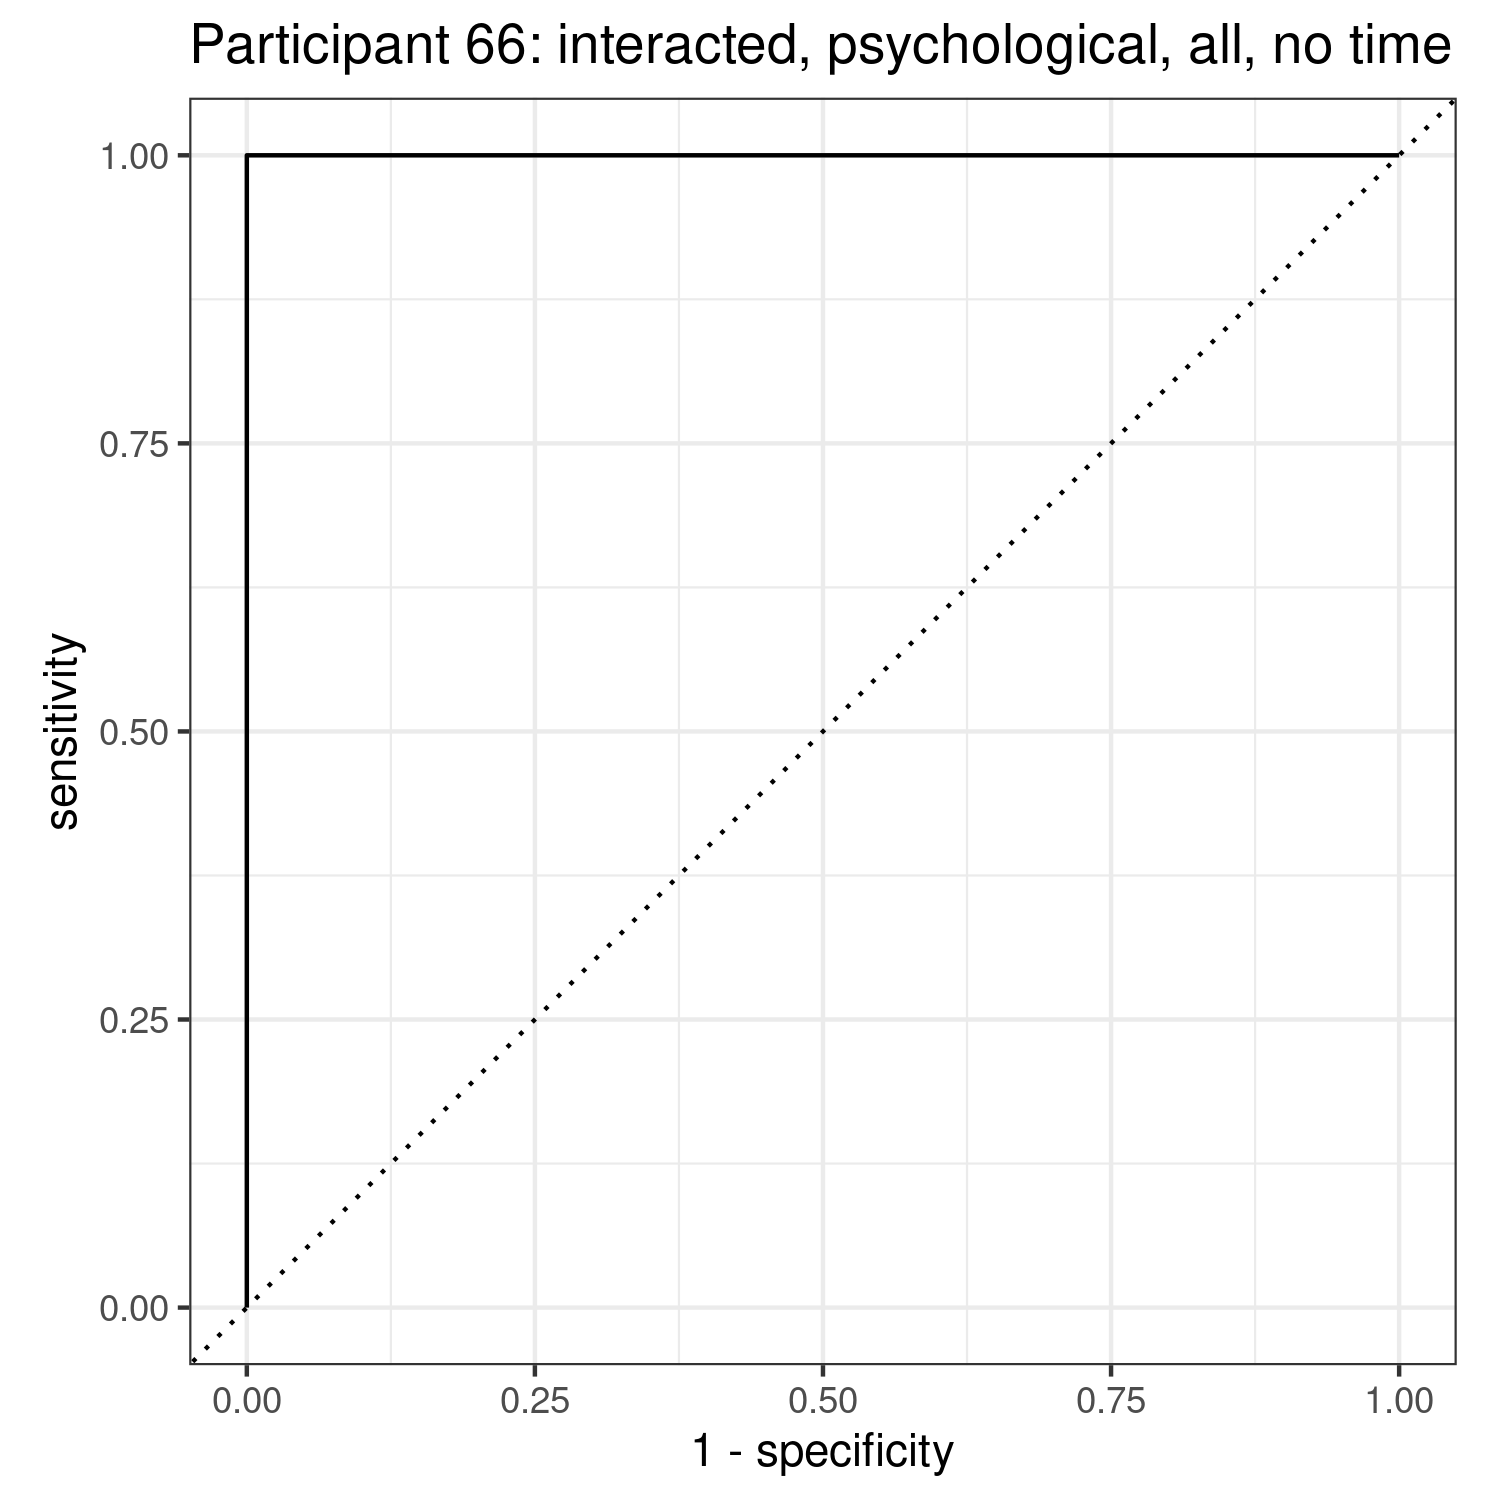 Participant 66: interacted, psychological, all, no time
1.00
0.75
0.50
0.25
0.00
sensitivity
0.00 0.25 0.50 0.75 1.00
1 - specificity